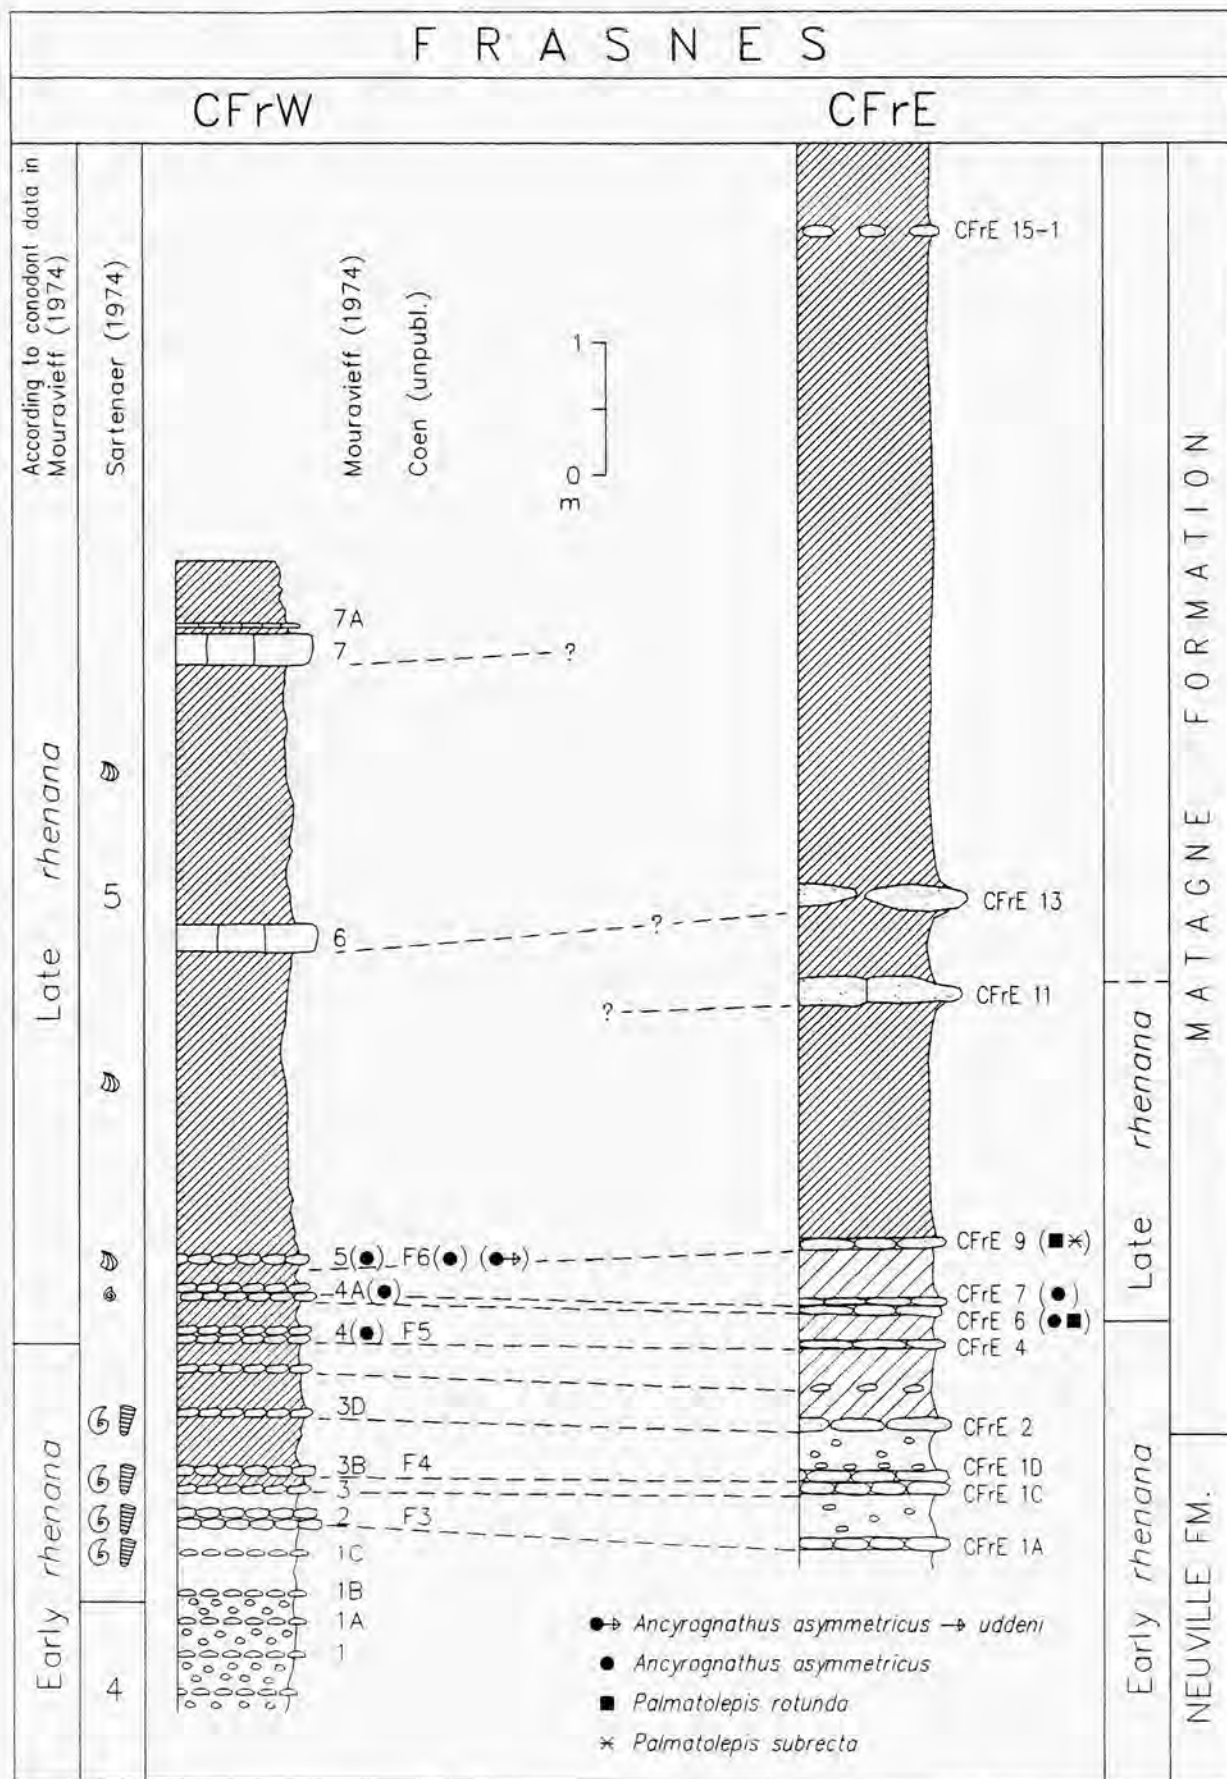 FRASNES
CFrW
CFrE
According to conodont data in
Mouravieff (1974)
Sartenaer (1974)
Mouravieff (1974)
Coen (unpubl.)
1
0
m
CFrE 15-1
7A
7
?
Late rhenana
5
6
?
CFrE 13
?
CFrE 11
MATAGNE FORMATION
Late rhenana
5(●) F6(●) (●→)
CFrE 9 (■✳)
4A(●)
CFrE 7 (●)
CFrE 6 (●■)
4(●) F5
CFrE 4
3D
CFrE 2
3B F4
CFrE 1D
3
CFrE 1C
2 F3
CFrE 1A
1C
1B
1A
1
Early rhenana
4
Early rhenana
NEUVILLE FM.
●→ Ancyrognathus asymmetricus → uddeni
● Ancyrognathus asymmetricus
■ Palmatolepis rotunda
✳ Palmatolepis subrecta